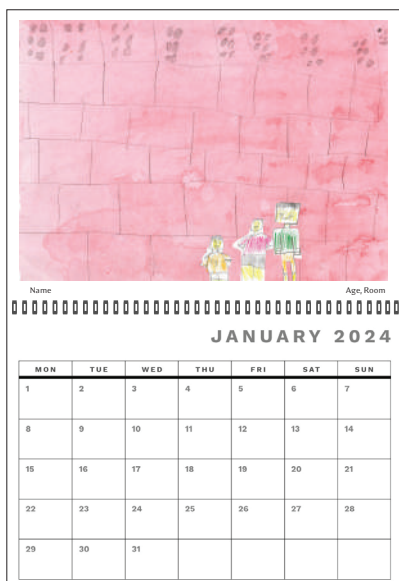 Name Age, Room
JANUARY 2024
MON TUE WED THU FRI SAT SUN
1 2 3 4 5 6 7
8 9 10 11 12 13 14
15 16 17 18 19 20 21
22 23 24 25 26 27 28
29 30 31